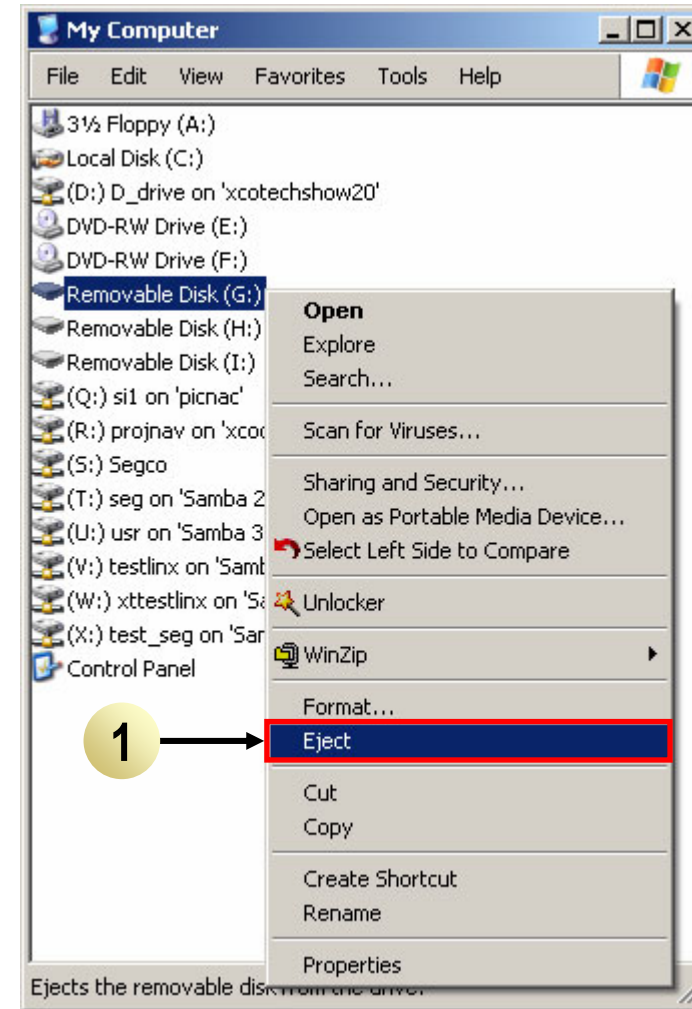 My Computer
File Edit View Favorites Tools Help
3½ Floppy (A:)
Local Disk (C:)
(D:) D_drive on 'xcotechshow20'
DVD-RW Drive (E:)
DVD-RW Drive (F:)
Removable Disk (G:)
Removable Disk (H:)
Removable Disk (I:)
(Q:) si1 on 'picnac'
(R:) projnav on 'xco
(S:) Segco
(T:) seg on 'Samba 2
(U:) usr on 'Samba 3
(V:) testlinx on 'Samb
(W:) xttestlinx on 'Sa
(X:) test_seg on 'Sar
Control Panel
Open
Explore
Search...
Scan for Viruses...
Sharing and Security...
Open as Portable Media Device...
Select Left Side to Compare
Unlocker
WinZip
Format...
1
Eject
Cut
Copy
Create Shortcut
Rename
Properties
Ejects the removable disk from the drive.